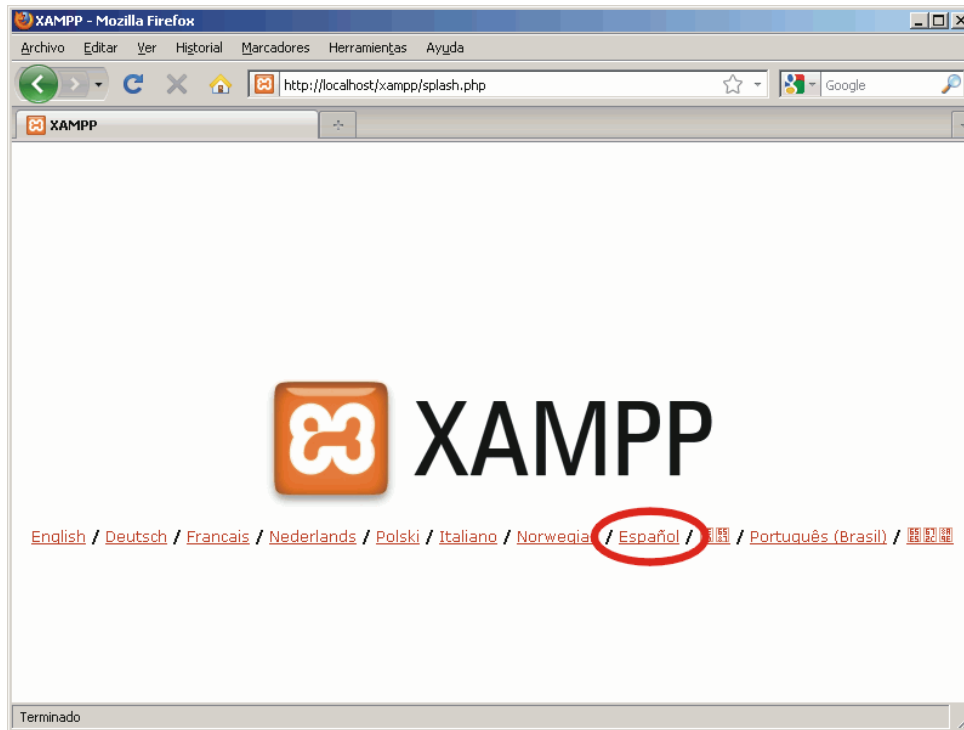 XAMPP - Mozilla Firefox
Archivo Editar Ver Historial Marcadores Herramientas Ayuda
http://localhost/xampp/splash.php Google
XAMPP
XAMPP
English / Deutsch / Francais / Nederlands / Polski / Italiano / Norwegian / Español / / Português (Brasil) /
Terminado